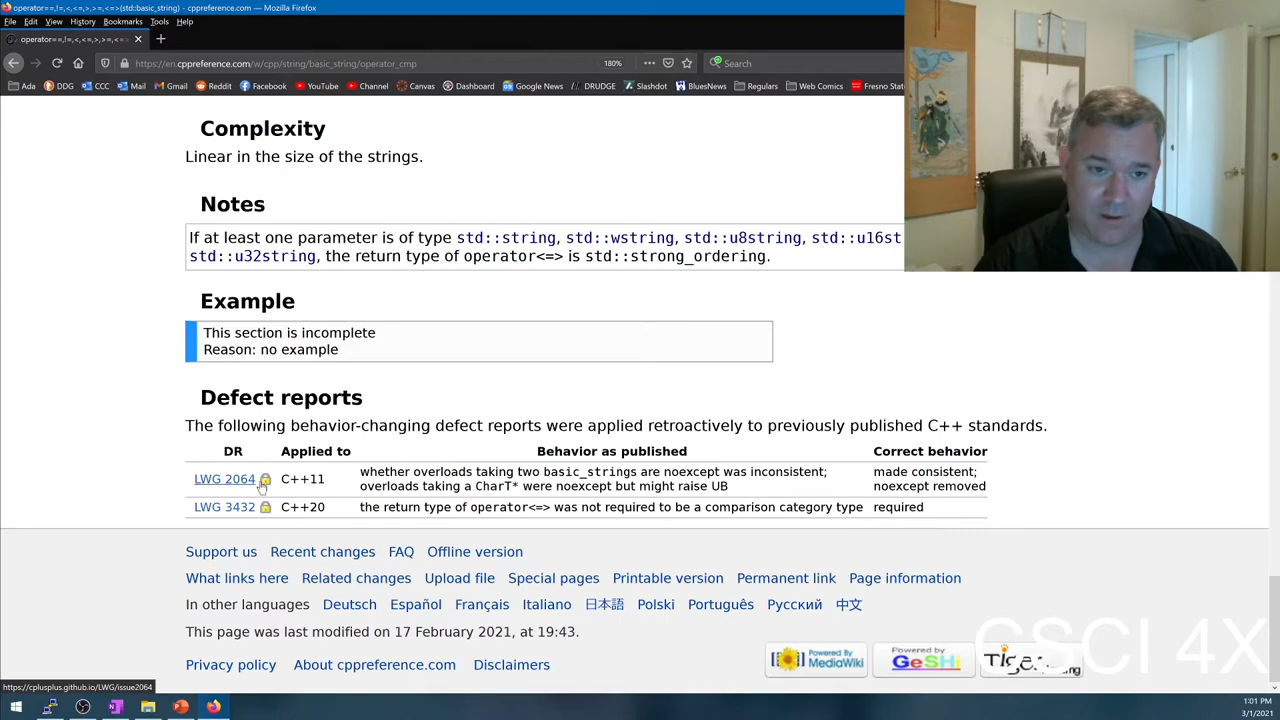 operator==,!=,<,<=,>,>=,<=>(std::basic_string) - cppreference.com — Mozilla Firefox
File Edit View History Bookmarks Tools Help
operator==,!=,<,<=,>,>=,<=>
https://en.cppreference.com/w/cpp/string/basic_string/operator_cmp 180% Search
Ada DDG CCC Mail Gmail Reddit Facebook YouTube Channel Canvas Dashboard Google News DRUDGE Slashdot BluesNews Regulars Web Comics Fresno State
Complexity
Linear in the size of the strings.
Notes
If at least one parameter is of type std::string, std::wstring, std::u8string, std::u16st
std::u32string, the return type of operator<=> is std::strong_ordering.
Example
This section is incomplete
Reason: no example
Defect reports
The following behavior-changing defect reports were applied retroactively to previously published C++ standards.
DR Applied to Behavior as published Correct behavior
LWG 2064 C++11 whether overloads taking two basic_strings are noexcept was inconsistent; made consistent;
overloads taking a CharT* were noexcept but might raise UB noexcept removed
LWG 3432 C++20 the return type of operator<=> was not required to be a comparison category type required
Support us Recent changes FAQ Offline version
What links here Related changes Upload file Special pages Printable version Permanent link Page information
In other languages Deutsch Español Français Italiano 日本語 Polski Português Русский 中文
This page was last modified on 17 February 2021, at 19:43.
CSCI 4X
Privacy policy About cppreference.com Disclaimers
Powered By MediaWiki
Powered by GeSHi
https://cplusplus.github.io/LWG/issue2064
1:01 PM
3/1/2021